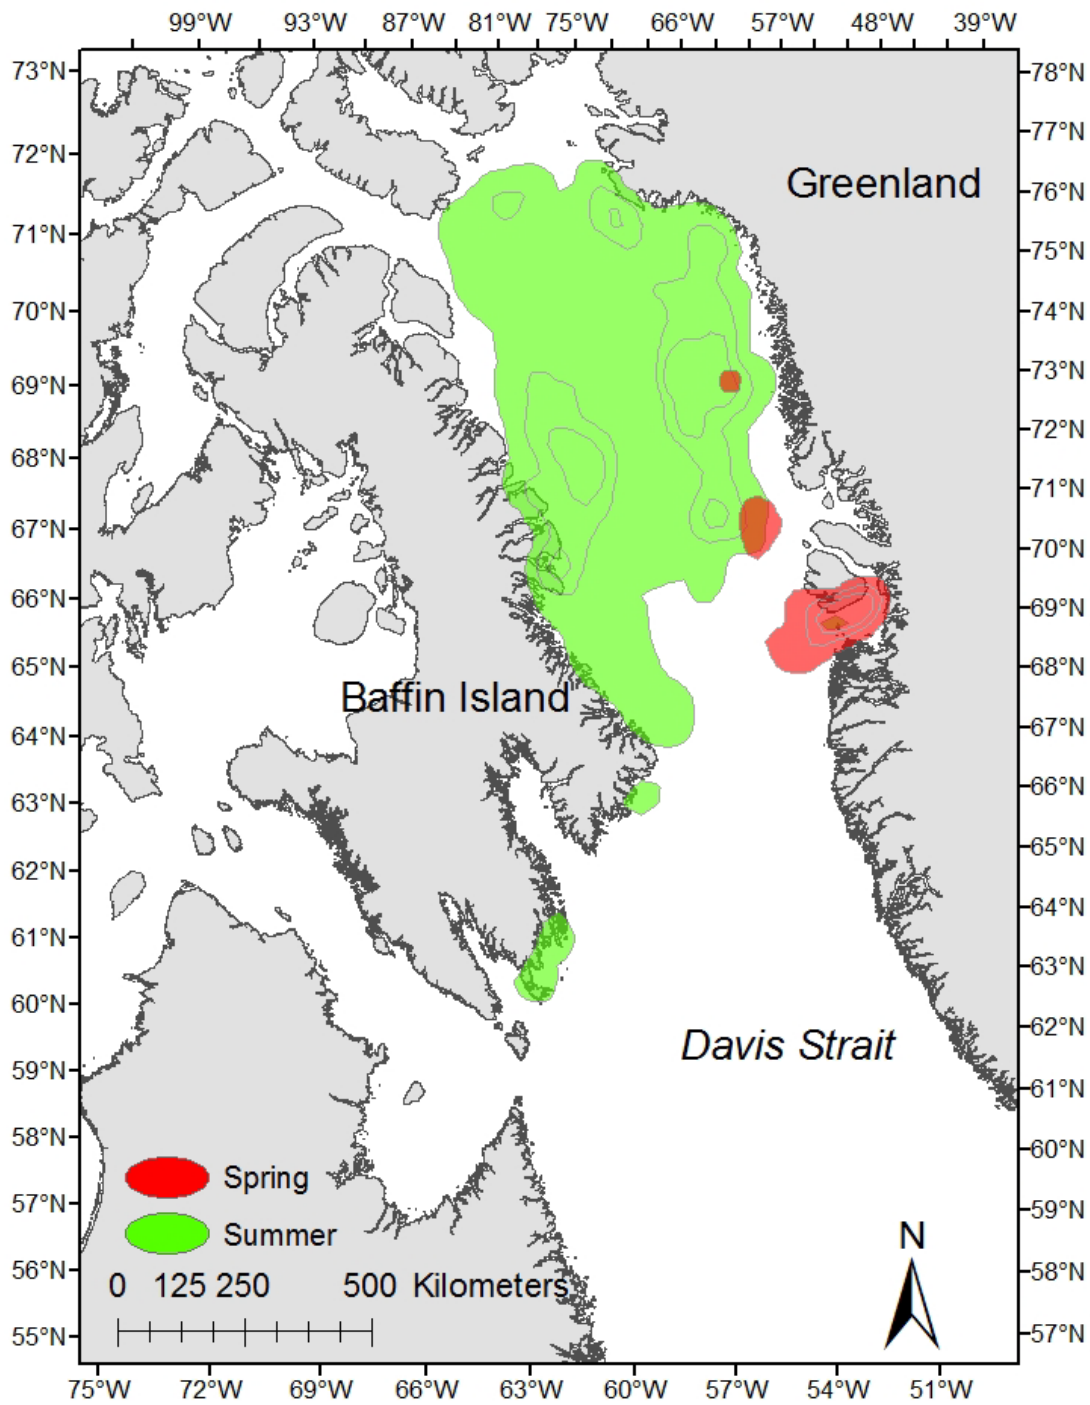 99°W 93°W 87°W 81°W 75°W 66°W 57°W 48°W 39°W
73°N 78°N
77°N
72°N
Greenland 76°N
71°N
75°N
70°N 74°N
69°N 73°N
72°N
68°N
71°N
67°N
70°N
66°N 69°N
65°N 68°N
Baffin Island
64°N 67°N
66°N
63°N
65°N
62°N
64°N
61°N
63°N
60°N
62°N
Davis Strait
59°N
61°N
58°N
60°N
Spring
57°N 59°N
Summer
N
56°N 58°N
0 125 250 500 Kilometers
55°N 57°N
75°W 72°W 69°W 66°W 63°W 60°W 57°W 54°W 51°W